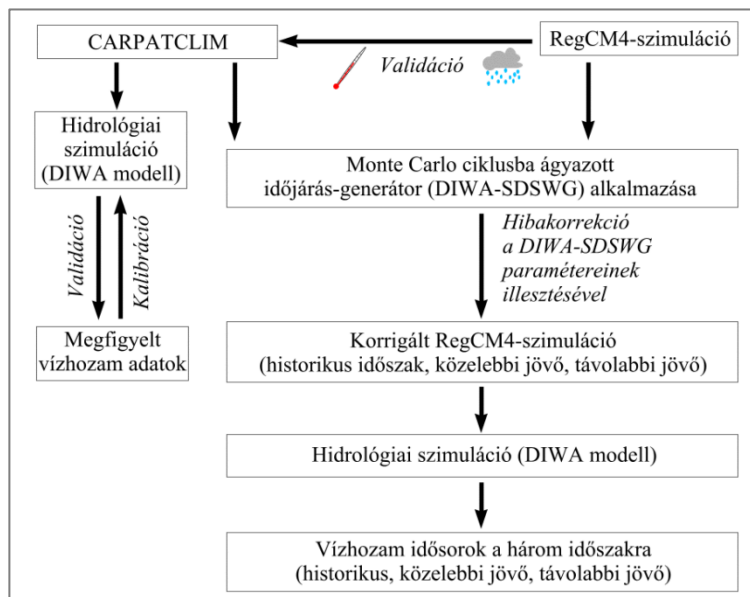 CARPATCLIM
Validáció
RegCM4-szimuláció
Hidrológiai
szimuláció
(DIWA modell)
Validáció
Kalibráció
Megfigyelt
vízhozam adatok
Monte Carlo ciklusba ágyazott
időjárás-generátor (DIWA-SDSWG) alkalmazása
Hibakorrekció
a DIWA-SDSWG
paramétereinek
illesztésével
Korrigált RegCM4-szimuláció
(historikus időszak, közelebbi jövő, távolabbi jövő)
Hidrológiai szimuláció (DIWA modell)
Vízhozam idősorok a három időszakra
(historikus, közelebbi jövő, távolabbi jövő)